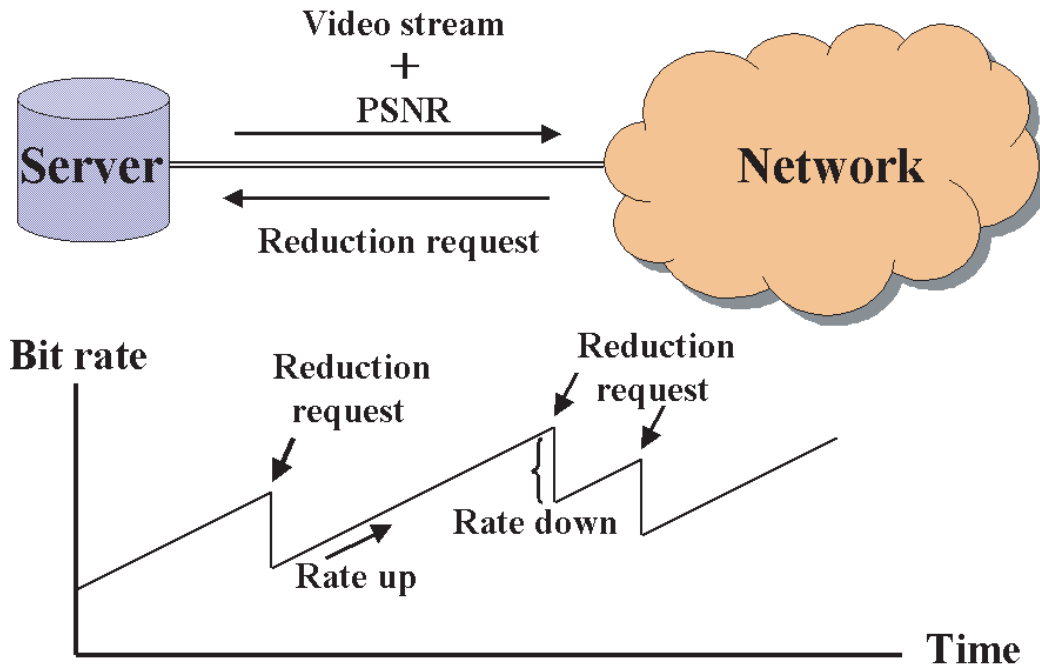 Video stream
+
PSNR
Server
Network
Reduction request
Bit rate
Reduction
request
Reduction
request
{
Rate down
Rate up
Time